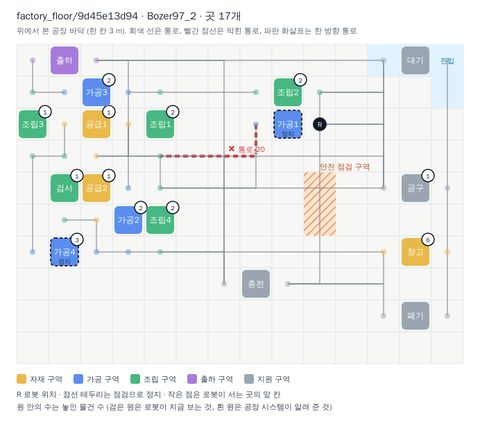 factory_floor/9d45e13d94 · Bozer97_2 · 곳 17개
위에서 본 공장 바닥 (한 칸 3 m). 회색 선은 통로, 빨간 점선은 막힌 통로, 파란 화살표는 한 방향 통로
출하
대기
진입
가공3 2
조립2 2
조립3 1
공급1 1
조립1 1
가공1
정지
R
✕ 통로 20
안전 점검 구역
검사 1
공급2 1
공구 1
가공2 2
조립4 2
가공4 3
정지
창고 6
충전
폐기
자재 구역
가공 구역
조립 구역
출하 구역
지원 구역
R 로봇 위치 · 점선 테두리는 점검으로 정지 · 작은 점은 로봇이 서는 곳의 앞 칸
원 안의 수는 놓인 물건 수 (검은 원은 로봇이 지금 보는 것, 흰 원은 공장 시스템이 알려 준 것)